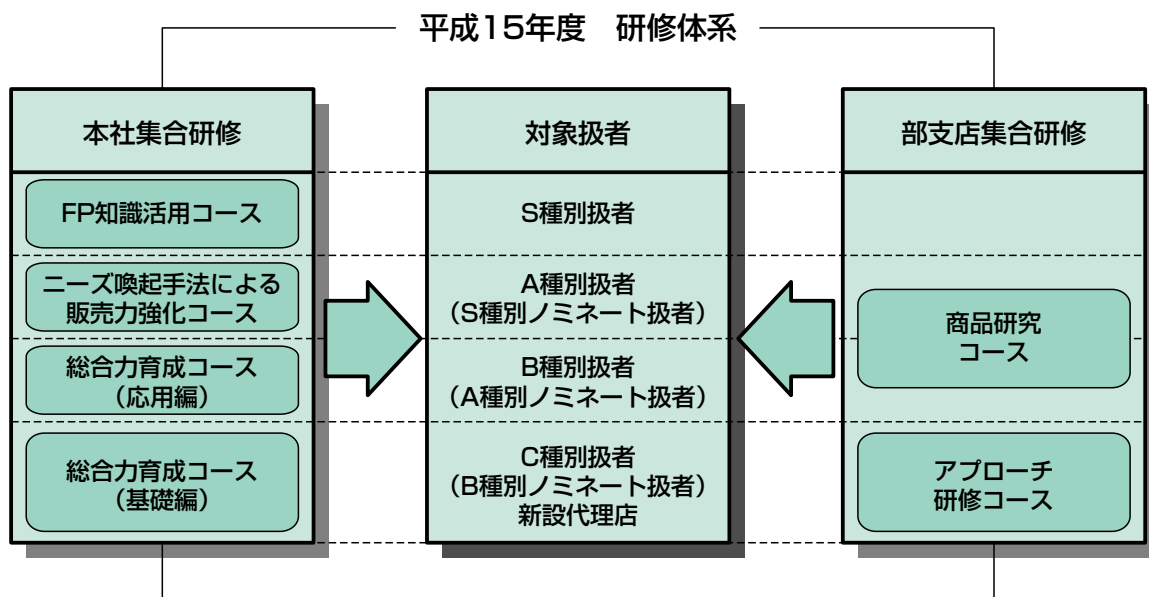 平成15年度　研修体系
本社集合研修
FP知識活用コース
ニーズ喚起手法による
販売力強化コース
総合力育成コース
（応用編）
総合力育成コース
（基礎編）
対象扱者
S種別扱者
A種別扱者
（S種別ノミネート扱者）
B種別扱者
（A種別ノミネート扱者）
C種別扱者
（B種別ノミネート扱者）
新設代理店
部支店集合研修
商品研究
コース
アプローチ
研修コース